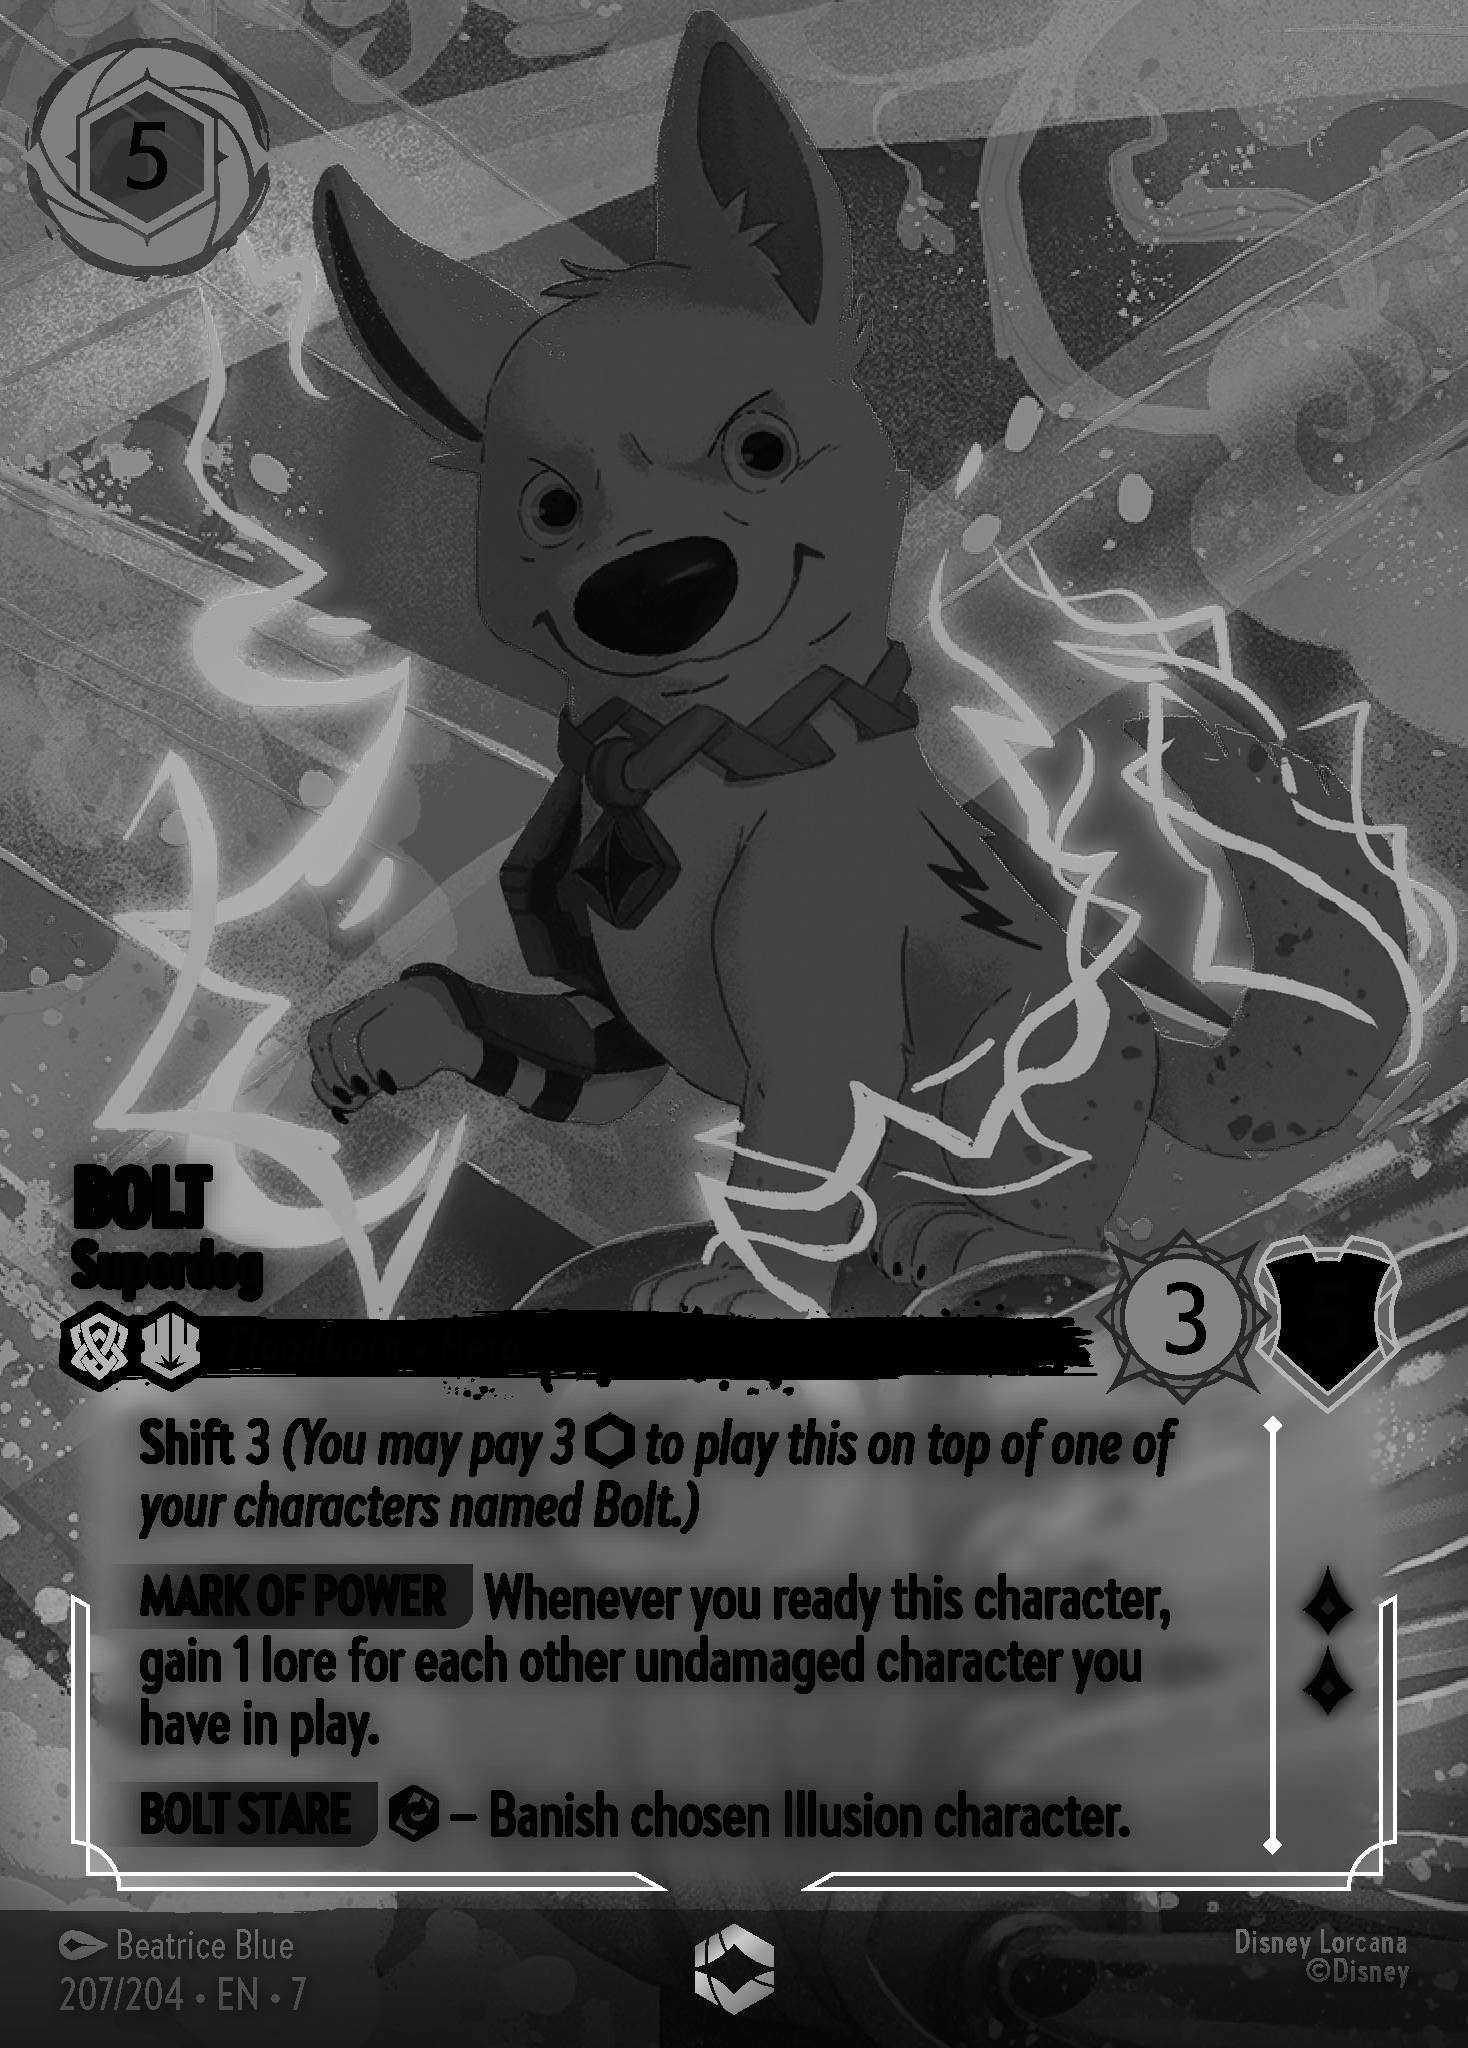 5
BOLT
Superdog
Floodborn • Hero
3
5
Shift 3 (You may pay 3 to play this on top of one of
your characters named Bolt.)
MARK OF POWER Whenever you ready this character,
gain 1 lore for each other undamaged character you
have in play.
BOLT STARE – Banish chosen Illusion character.
Beatrice Blue
207/204 • EN • 7
Disney Lorcana
©Disney